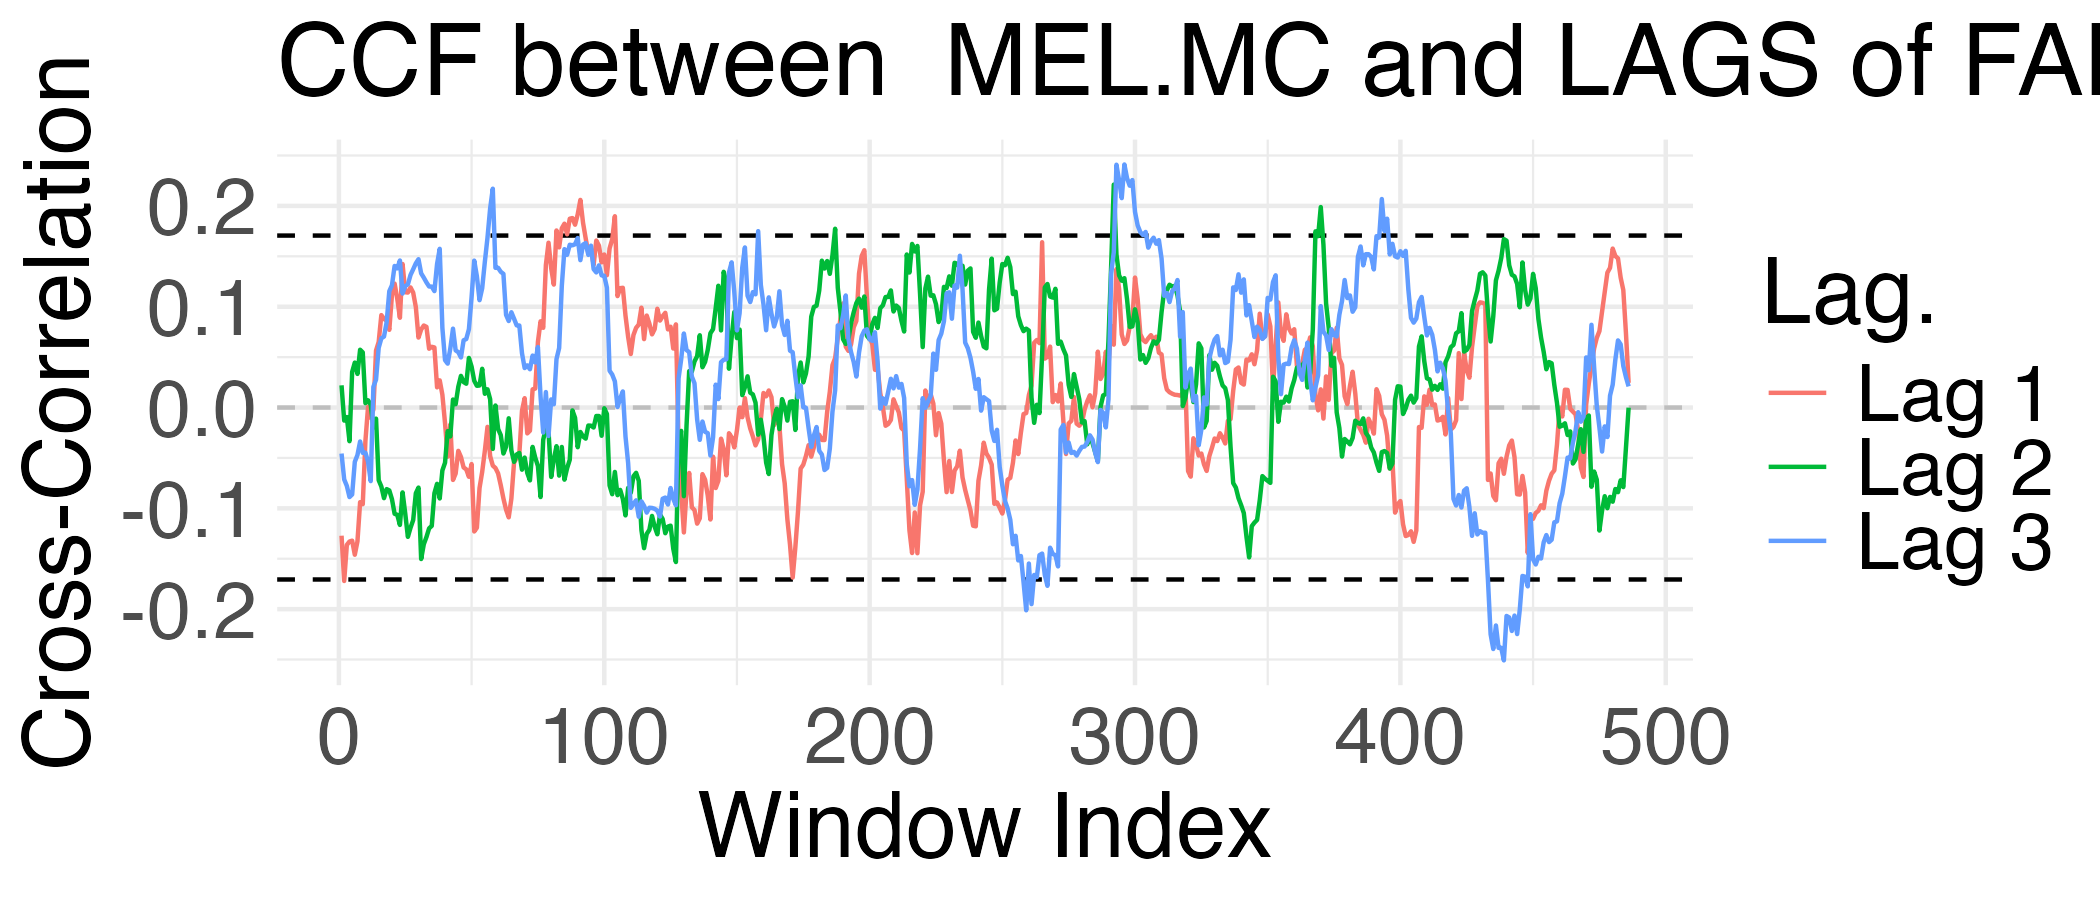 CCF between  MEL.MC and LAGS of
Cross-Correlation
0.2
0.1
0.0
-0.1
-0.2
0
100
200
300
400
500
Window Index
Lag.
Lag 1
Lag 2
Lag 3